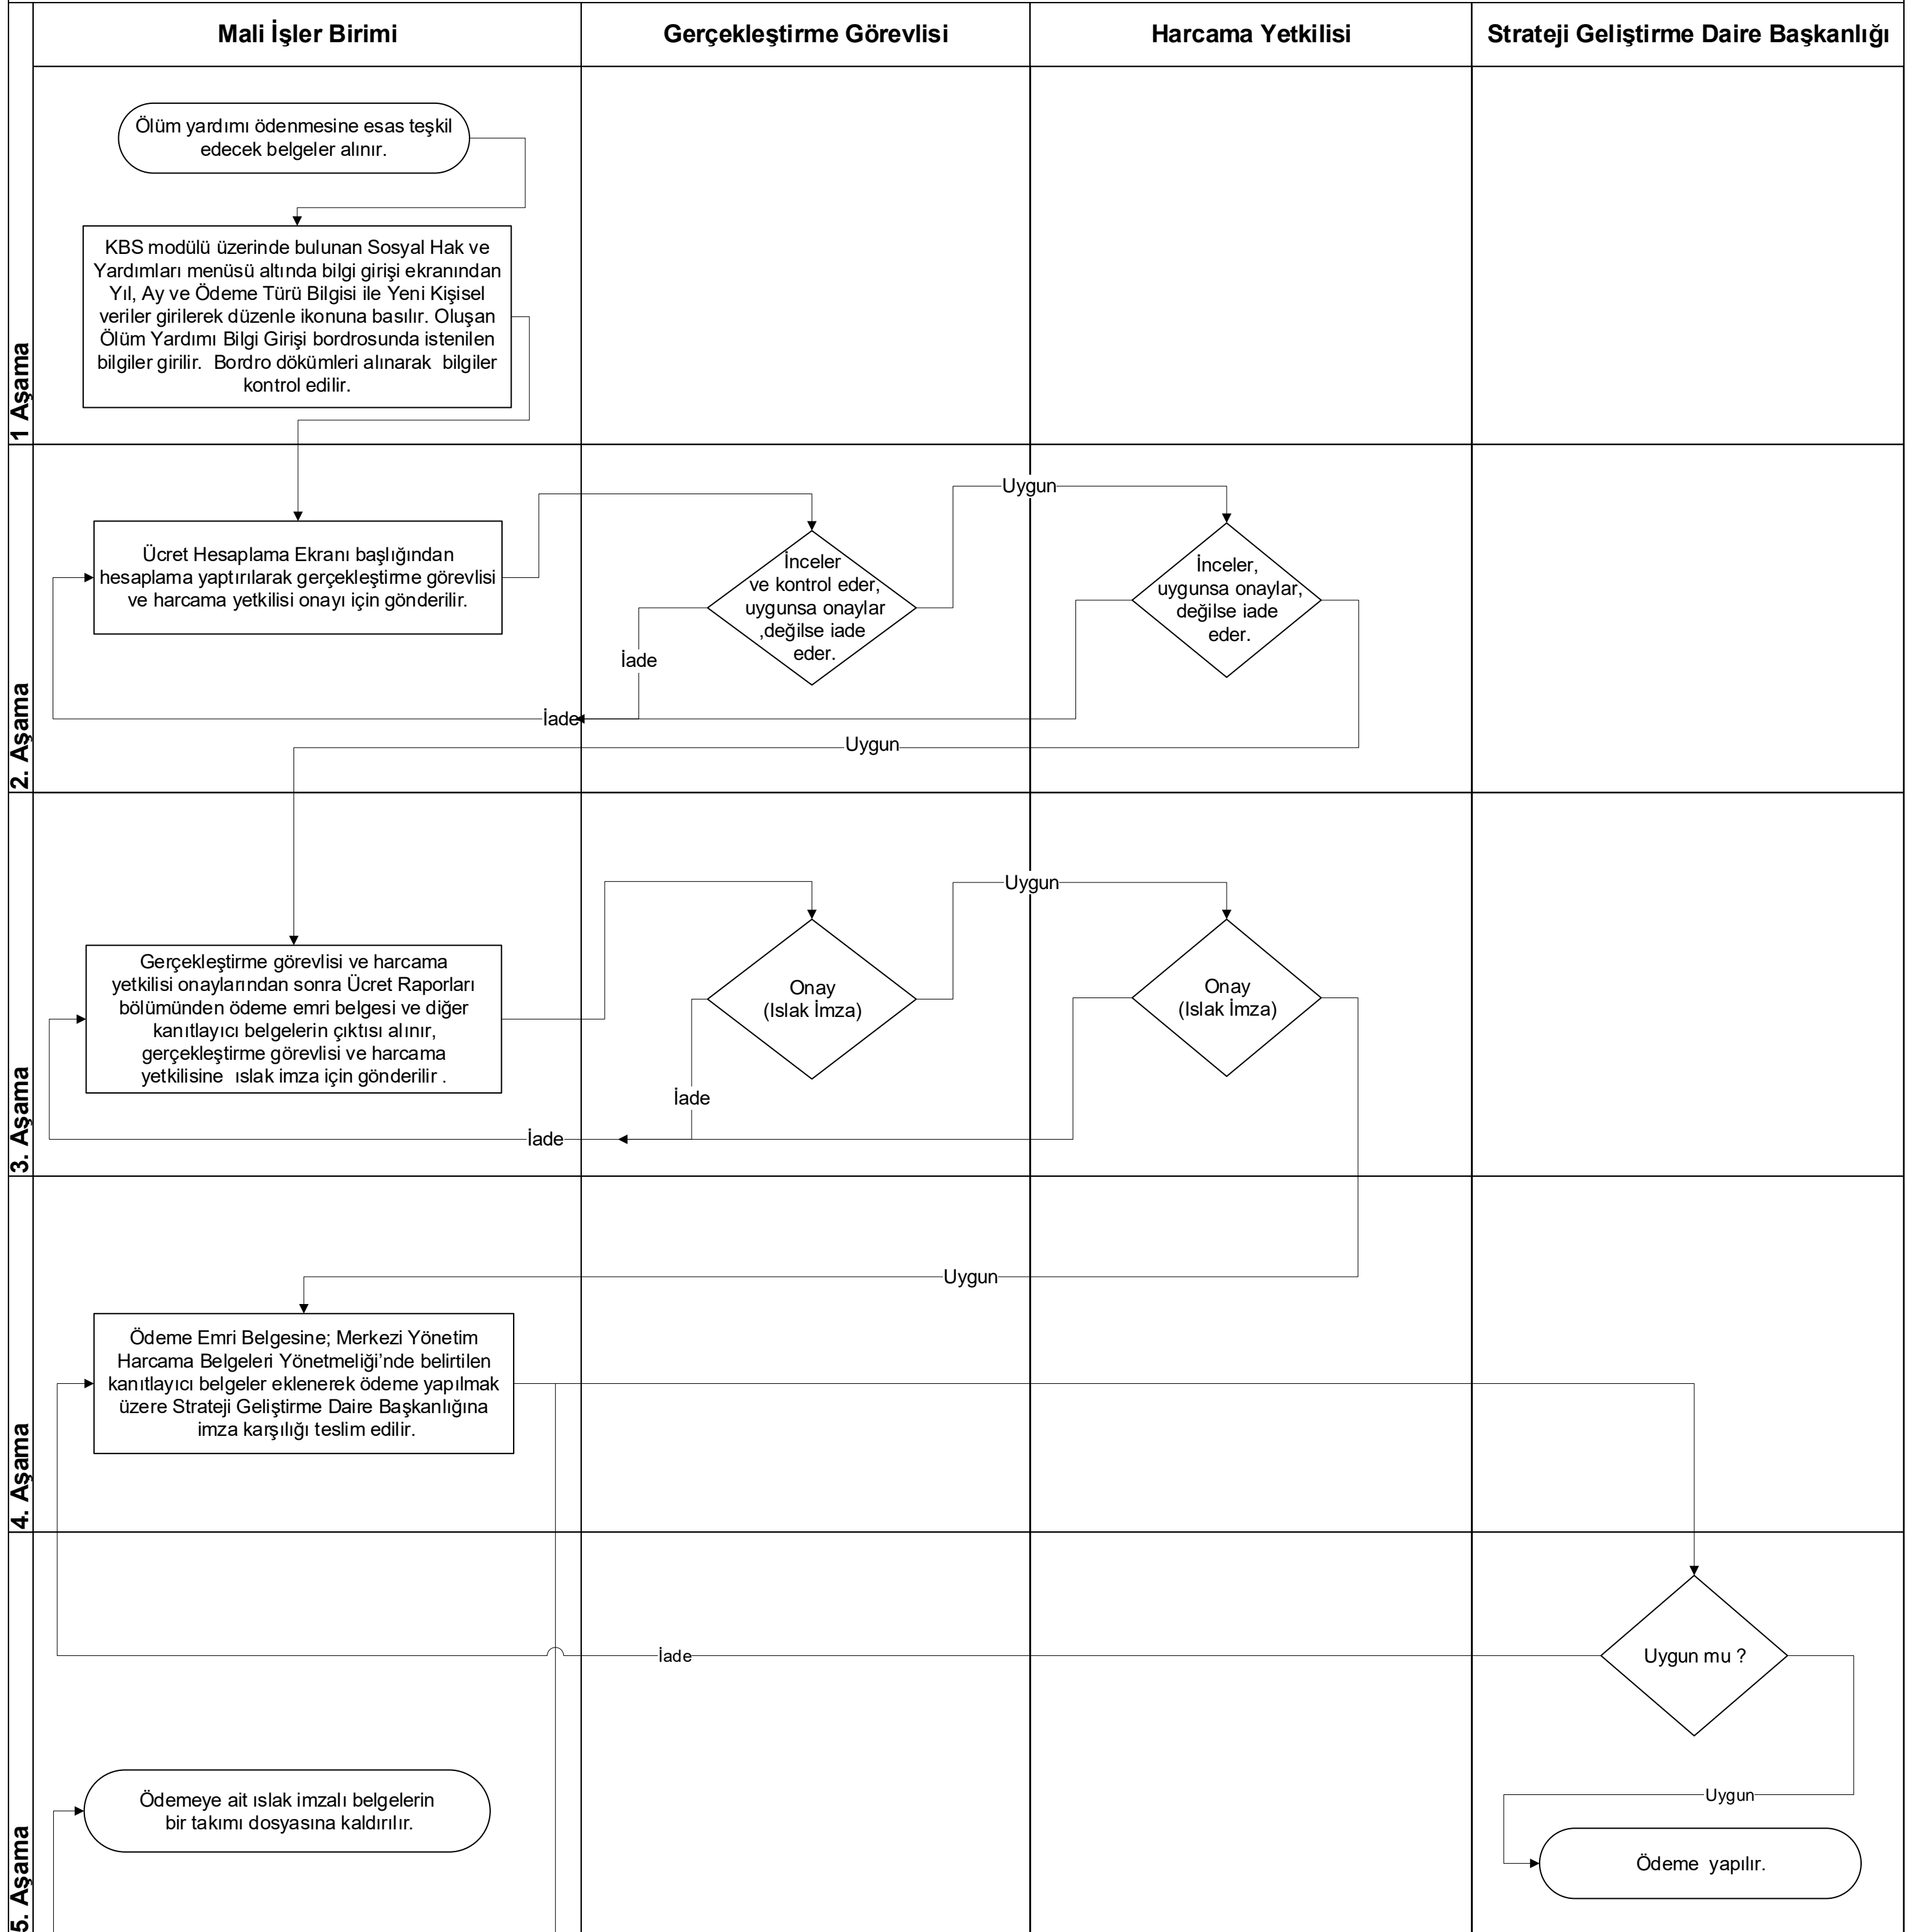 Mali İşler Birimi
Gerçekleştirme Görevlisi
Harcama Yetkilisi
Strateji Geliştirme Daire Başkanlığı
1 Aşama
Ölüm yardımı ödenmesine esas teşkil
edecek belgeler alınır.
KBS modülü üzerinde bulunan Sosyal Hak ve
Yardımları menüsü altında bilgi girişi ekranından
Yıl, Ay ve Ödeme Türü Bilgisi ile Yeni Kişisel
veriler girilerek düzenle ikonuna basılır. Oluşan
Ölüm Yardımı Bilgi Girişi bordrosunda istenilen
bilgiler girilir.  Bordro dökümleri alınarak  bilgiler
kontrol edilir.
2. Aşama
Ücret Hesaplama Ekranı başlığından
hesaplama yaptırılarak gerçekleştirme görevlisi
ve harcama yetkilisi onayı için gönderilir.
İnceler
ve kontrol eder,
uygunsa onaylar
,değilse iade
eder.
Uygun
İnceler,
uygunsa onaylar,
değilse iade
eder.
İade
İade
Uygun
3. Aşama
Gerçekleştirme görevlisi ve harcama
yetkilisi onaylarından sonra Ücret Raporları
bölümünden ödeme emri belgesi ve diğer
kanıtlayıcı belgelerin çıktısı alınır,
gerçekleştirme görevlisi ve harcama
yetkilisine  ıslak imza için gönderilir .
Onay
(Islak İmza)
Uygun
Onay
(Islak İmza)
İade
İade
4. Aşama
Uygun
Ödeme Emri Belgesine; Merkezi Yönetim
Harcama Belgeleri Yönetmeliği’nde belirtilen
kanıtlayıcı belgeler eklenerek ödeme yapılmak
üzere Strateji Geliştirme Daire Başkanlığına
imza karşılığı teslim edilir.
5. Aşama
İade
Uygun mu ?
Uygun
Ödemeye ait ıslak imzalı belgelerin
bir takımı dosyasına kaldırılır.
Ödeme  yapılır.